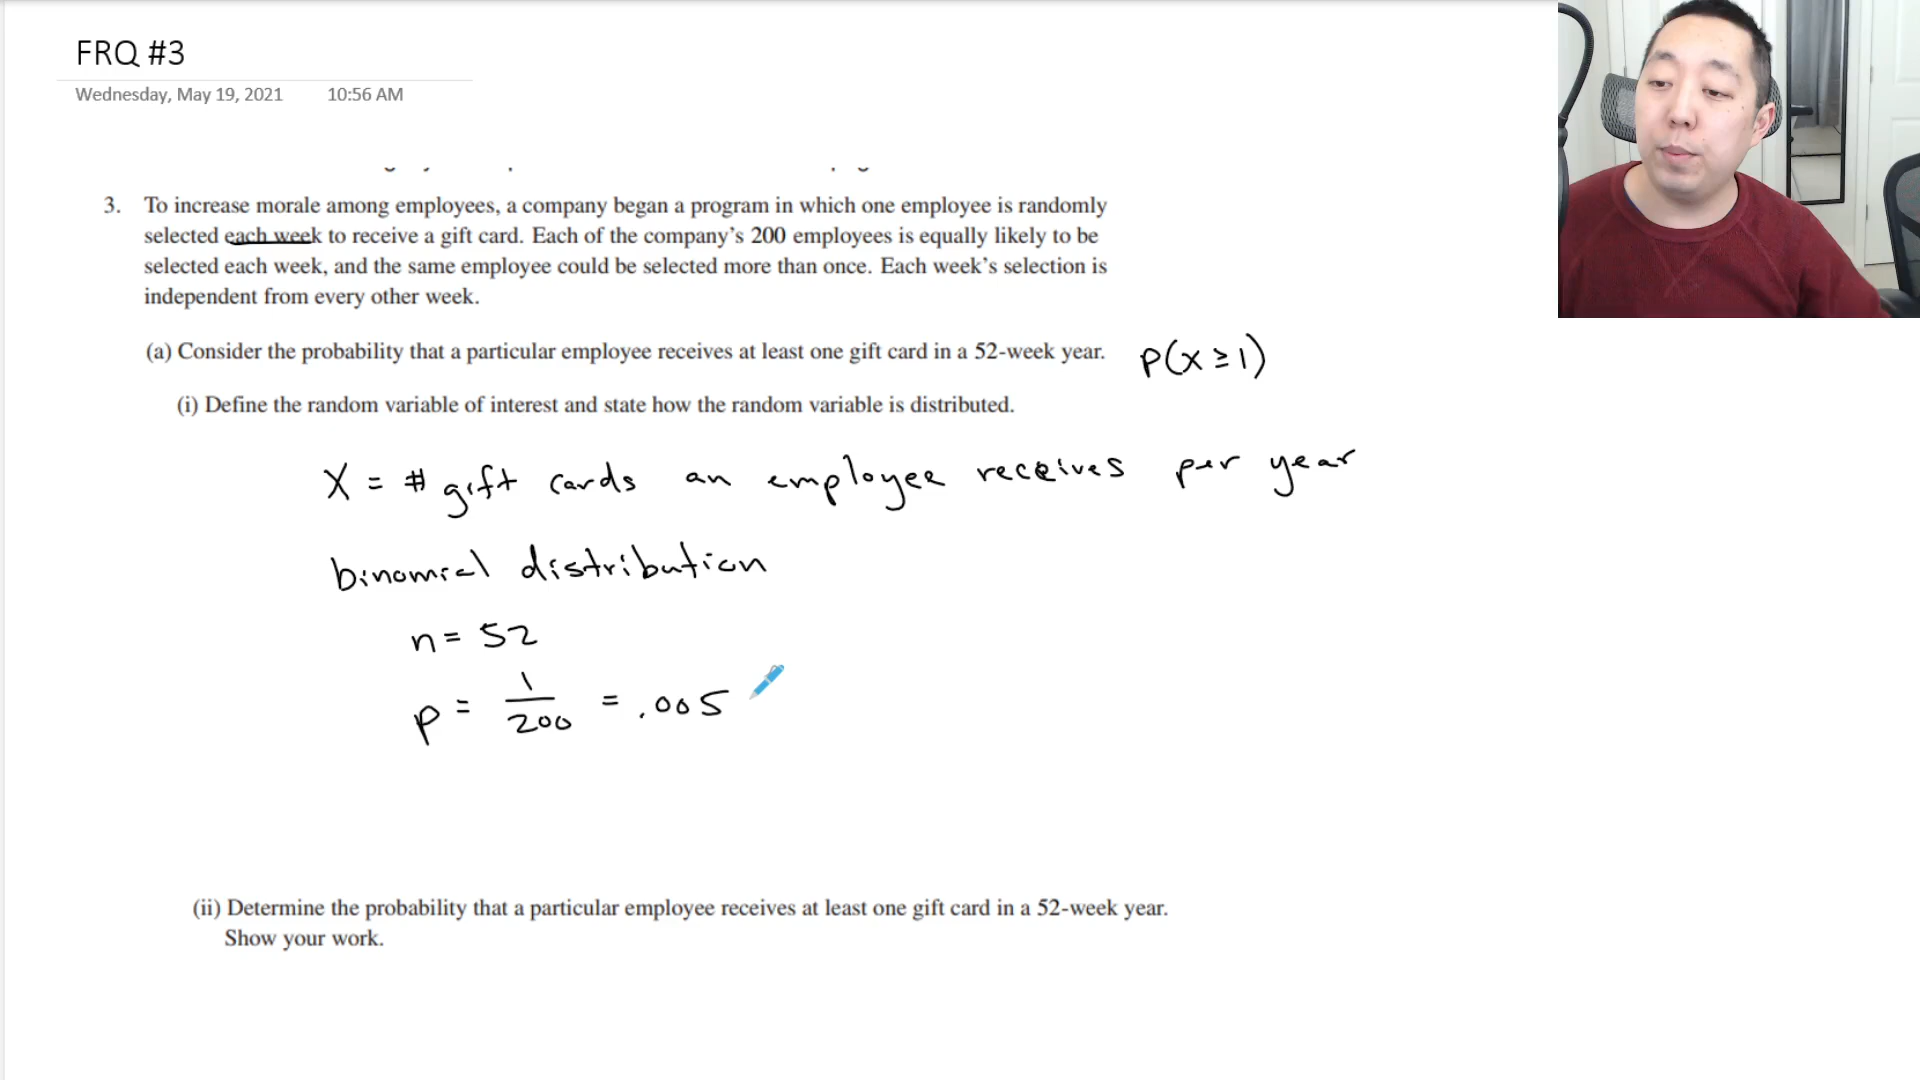 FRQ #3
Wednesday, May 19, 2021 10:56 AM
3. To increase morale among employees, a company began a program in which one employee is randomly
selected each week to receive a gift card. Each of the company's 200 employees is equally likely to be
selected each week, and the same employee could be selected more than once. Each week's selection is
independent from every other week.
(a) Consider the probability that a particular employee receives at least one gift card in a 52-week year. P(X ≥ 1)
(i) Define the random variable of interest and state how the random variable is distributed.
X = # gift cards an employee receives per year
binomial distribution
n = 52
p = 1/200 = .005
(ii) Determine the probability that a particular employee receives at least one gift card in a 52-week year.
Show your work.